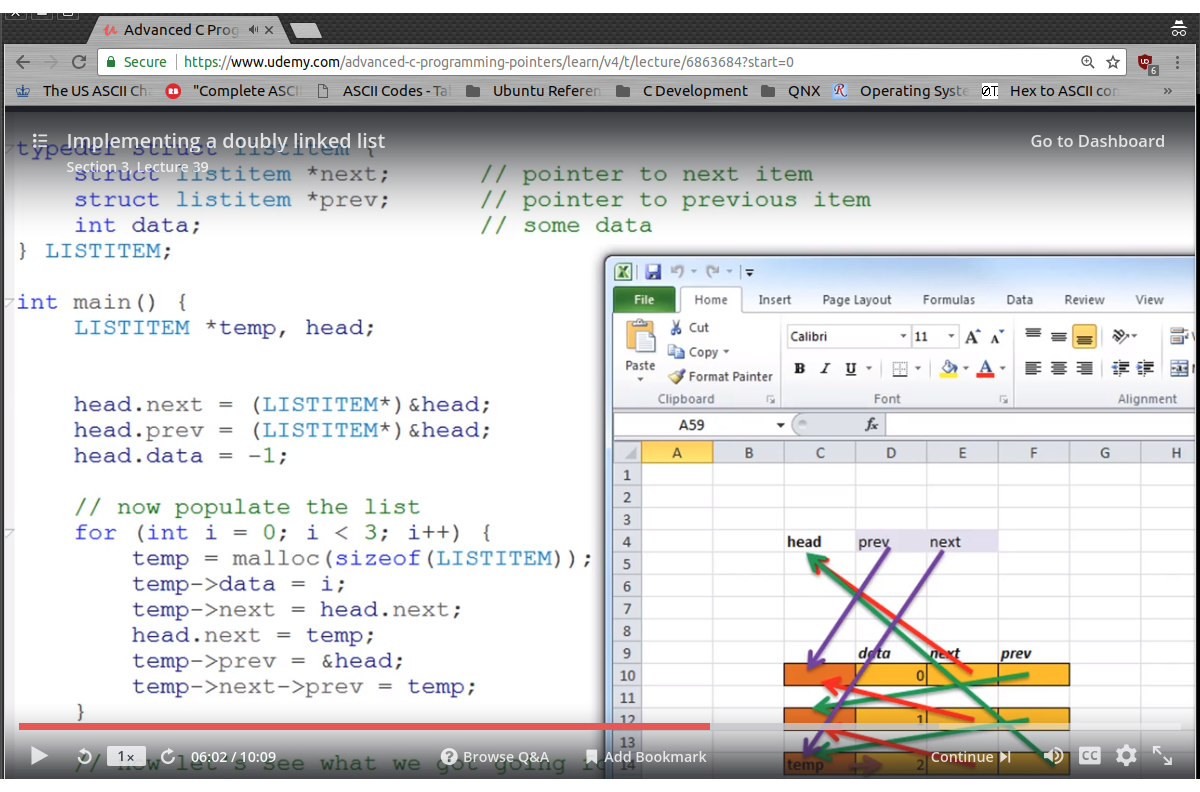 Advanced C Prog
Secure | https://www.udemy.com/advanced-c-programming-pointers/learn/v4/t/lecture/6863684?start=0
6
The US ASCII Ch "Complete ASCI ASCII Codes - Tal Ubuntu Referen C Development QNX Operating Syste Hex to ASCII con »
Implementing a doubly linked list Go to Dashboard
Section 3, Lecture 39
typedef struct listitem {
struct listitem *next; // pointer to next item
struct listitem *prev; // pointer to previous item
int data; // some data
} LISTITEM;
int main() {
LISTITEM *temp, head;
head.next = (LISTITEM*)&head;
head.prev = (LISTITEM*)&head;
head.data = -1;
// now populate the list
for (int i = 0; i < 3; i++) {
temp = malloc(sizeof(LISTITEM));
temp->data = i;
temp->next = head.next;
head.next = temp;
temp->prev = &head;
temp->next->prev = temp;
}
// now let's see what we got going
File Home Insert Page Layout Formulas Data Review View
Paste
Cut
Copy
Format Painter
Clipboard
Calibri 11
B I U
Font
Alignment
A59 fx
A B C D E F G H
1
2
3
4 head prev next
5
6
7
8
9 data next prev
10 0
11
12 1
13
14 temp 2
1x 06:02 / 10:09 Browse Q&A Add Bookmark Continue CC